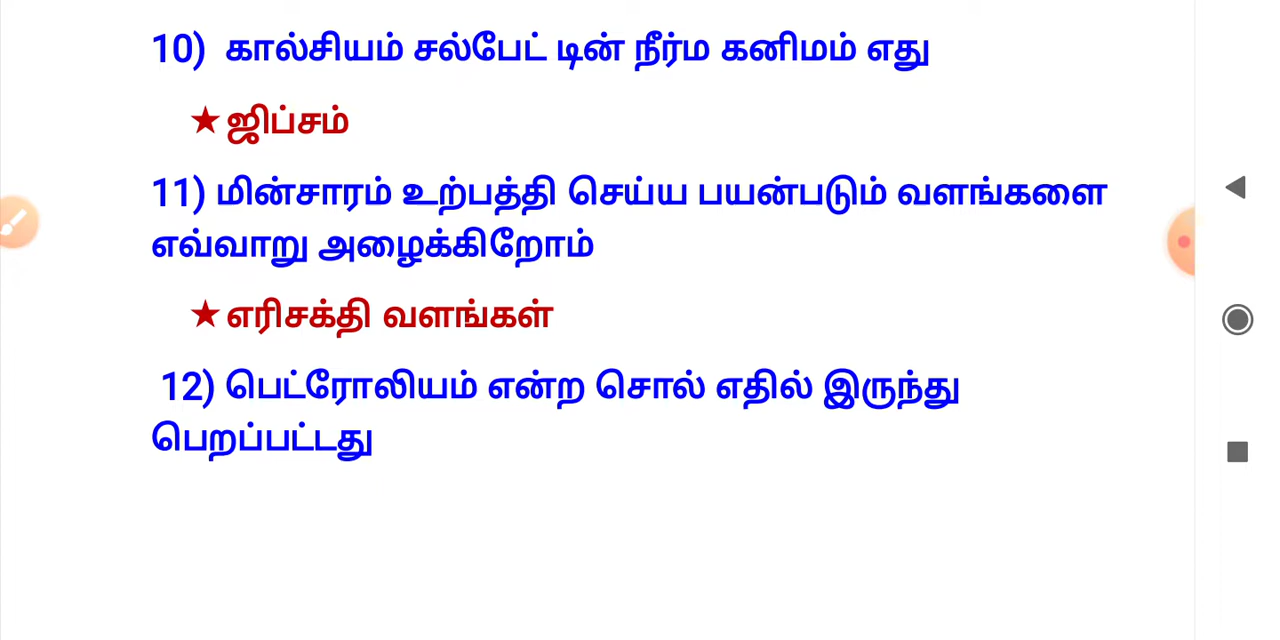 10) கால்சியம் சல்பேட் டின் நீர்ம கனிமம் எது
★ ஜிப்சம்
11) மின்சாரம் உற்பத்தி செய்ய பயன்படும் வளங்களை
எவ்வாறு அழைக்கிறோம்
★ எரிசக்தி வளங்கள்
12) பெட்ரோலியம் என்ற சொல் எதில் இருந்து
பெறப்பட்டது